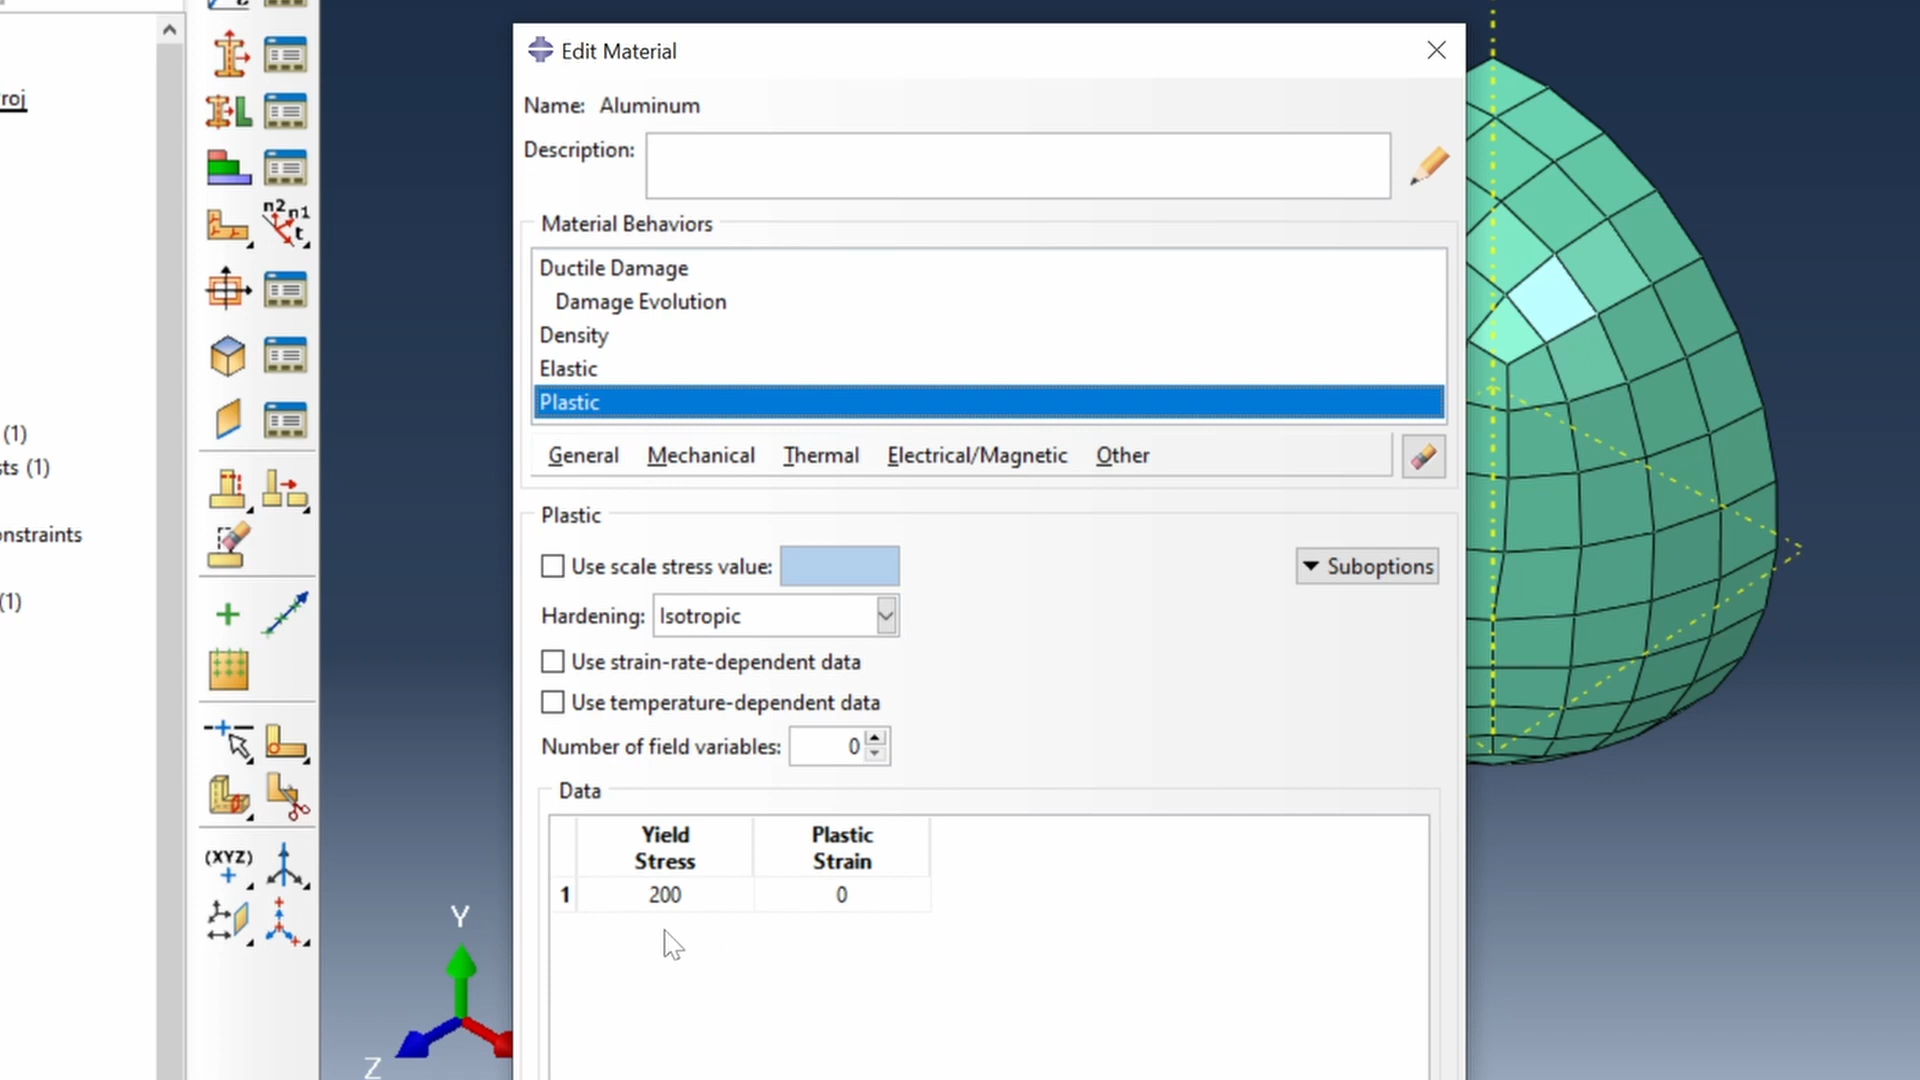 Edit Material
Name: Aluminum
Description:
Material Behaviors
Ductile Damage
Damage Evolution
Density
Elastic
Plastic
General Mechanical Thermal Electrical/Magnetic Other
Plastic
Use scale stress value:
Suboptions
Hardening: Isotropic
Use strain-rate-dependent data
Use temperature-dependent data
Number of field variables: 0
Data
Yield Stress Plastic Strain
1 200 0
roj
(1)
sts (1)
onstraints
(1)
n2 n1
t
(XYZ)
Y
Z